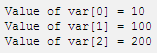 Value of var[0] = 10
Value of var[1] = 100
Value of var[2] = 200